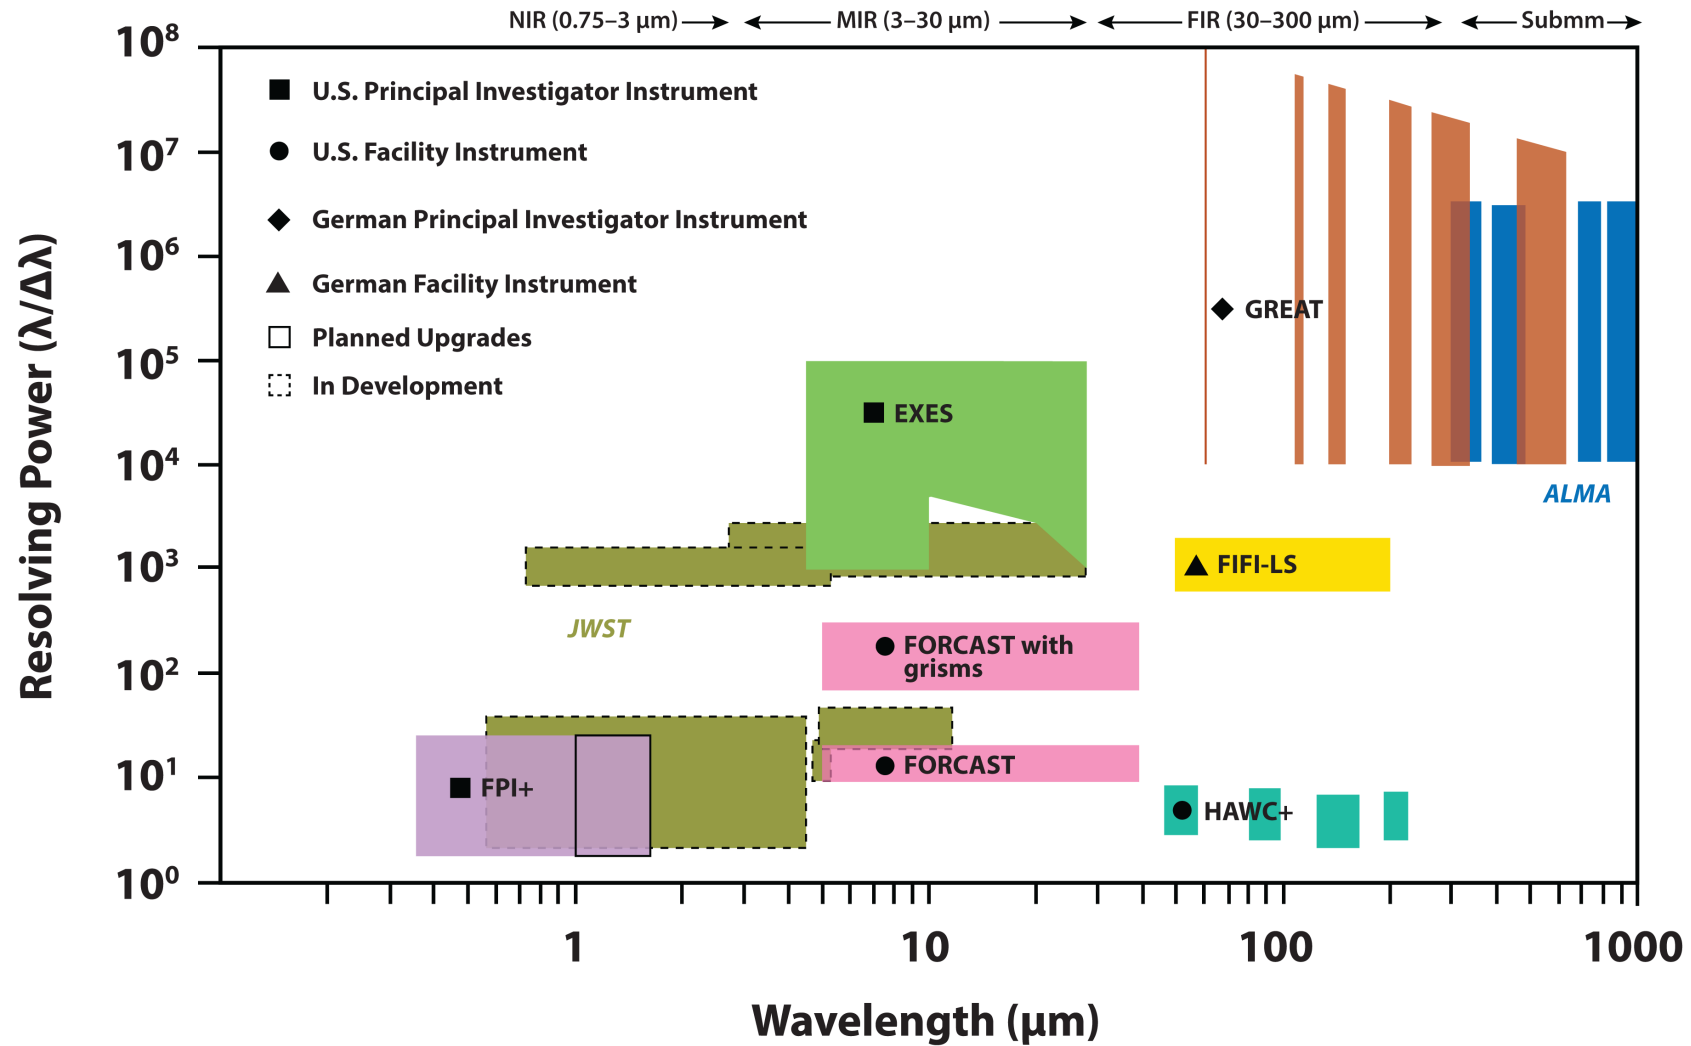 NIR (0.75–3 µm)
MIR (3–30 µm)
FIR (30–300 µm)
Submm
10⁸
10⁷
10⁶
10⁵
10⁴
10³
10²
10¹
10⁰
Resolving Power (λ/Δλ)
U.S. Principal Investigator Instrument
U.S. Facility Instrument
German Principal Investigator Instrument
German Facility Instrument
Planned Upgrades
In Development
GREAT
EXES
ALMA
FIFI-LS
JWST
FORCAST with
grisms
FORCAST
FPI+
HAWC+
1
10
100
1000
Wavelength (µm)